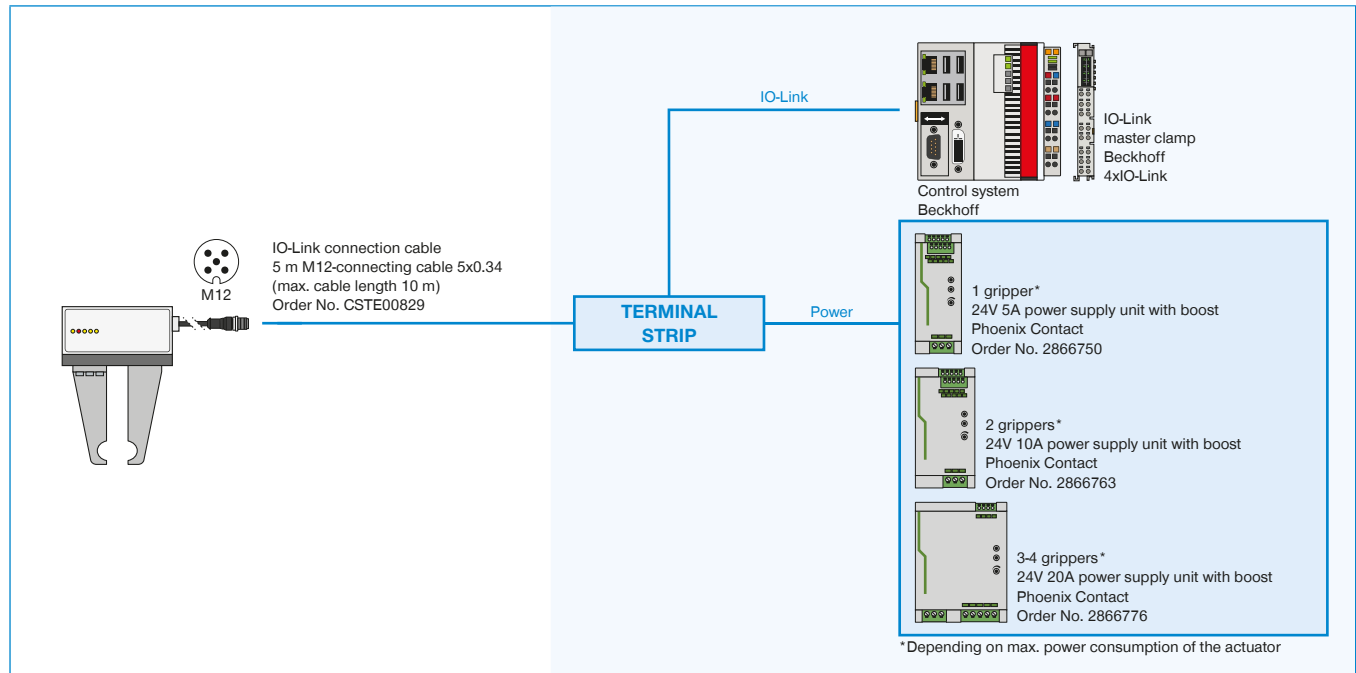 IO-Link
IO-Link
master clamp
Beckhoff
4xIO-Link
Control system
Beckhoff
IO-Link connection cable
5 m M12-connecting cable 5x0.34
(max. cable length 10 m)
Order No. CSTE00829
M12
TERMINAL
STRIP
Power
1 gripper*
24V 5A power supply unit with boost
Phoenix Contact
Order No. 2866750
2 grippers*
24V 10A power supply unit with boost
Phoenix Contact
Order No. 2866763
3-4 grippers*
24V 20A power supply unit with boost
Phoenix Contact
Order No. 2866776
*Depending on max. power consumption of the actuator